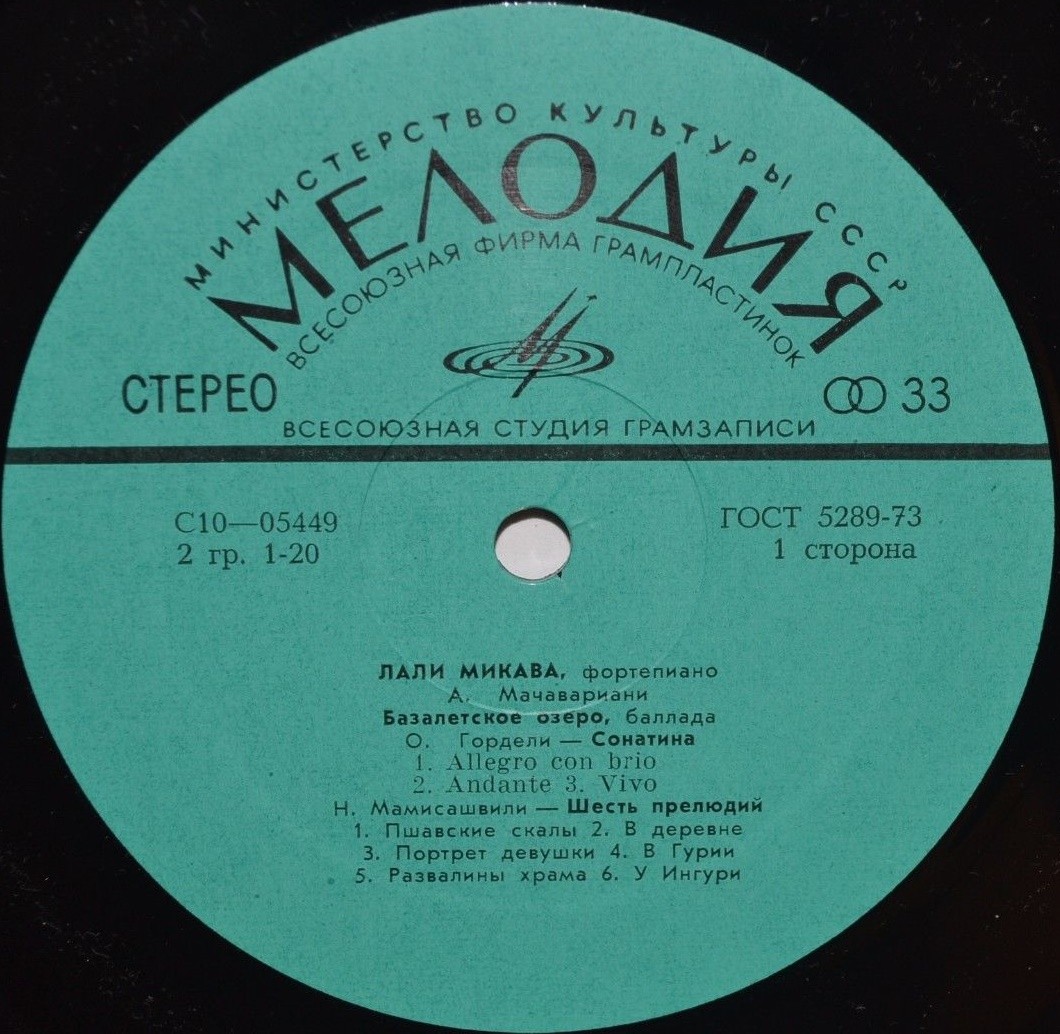 МИНИСТЕРСТВО КУЛЬТУРЫ СССР
МЕЛОДИЯ
ВСЕСОЮЗНАЯ ФИРМА ГРАМПЛАСТИНОК
СТЕРЕО
33
ВСЕСОЮЗНАЯ СТУДИЯ ГРАМЗАПИСИ
С10—05449
ГОСТ 5289-73
2 гр. 1-20
1 сторона
ЛАЛИ МИКАВА, фортепиано
А. Мачавариани
Базалетское озеро, баллада
О. Гордели — Сонатина
1. Allegro con brio
2. Andante 3. Vivo
Н. Мамисашвили — Шесть прелюдий
1. Пшавские скалы 2. В деревне
3. Портрет девушки 4. В Гурии
5. Развалины храма 6. У Ингури